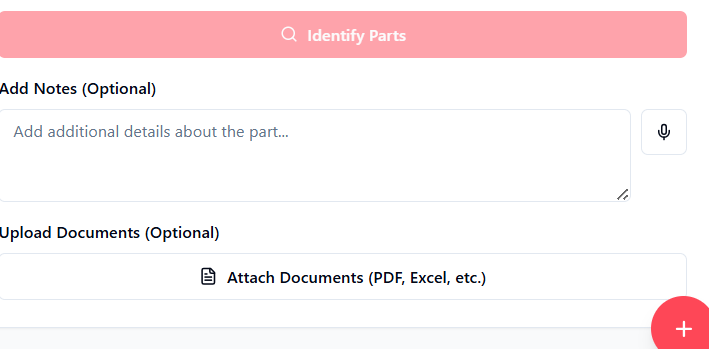 Identify Parts
Add Notes (Optional)
Add additional details about the part...
Upload Documents (Optional)
Attach Documents (PDF, Excel, etc.)